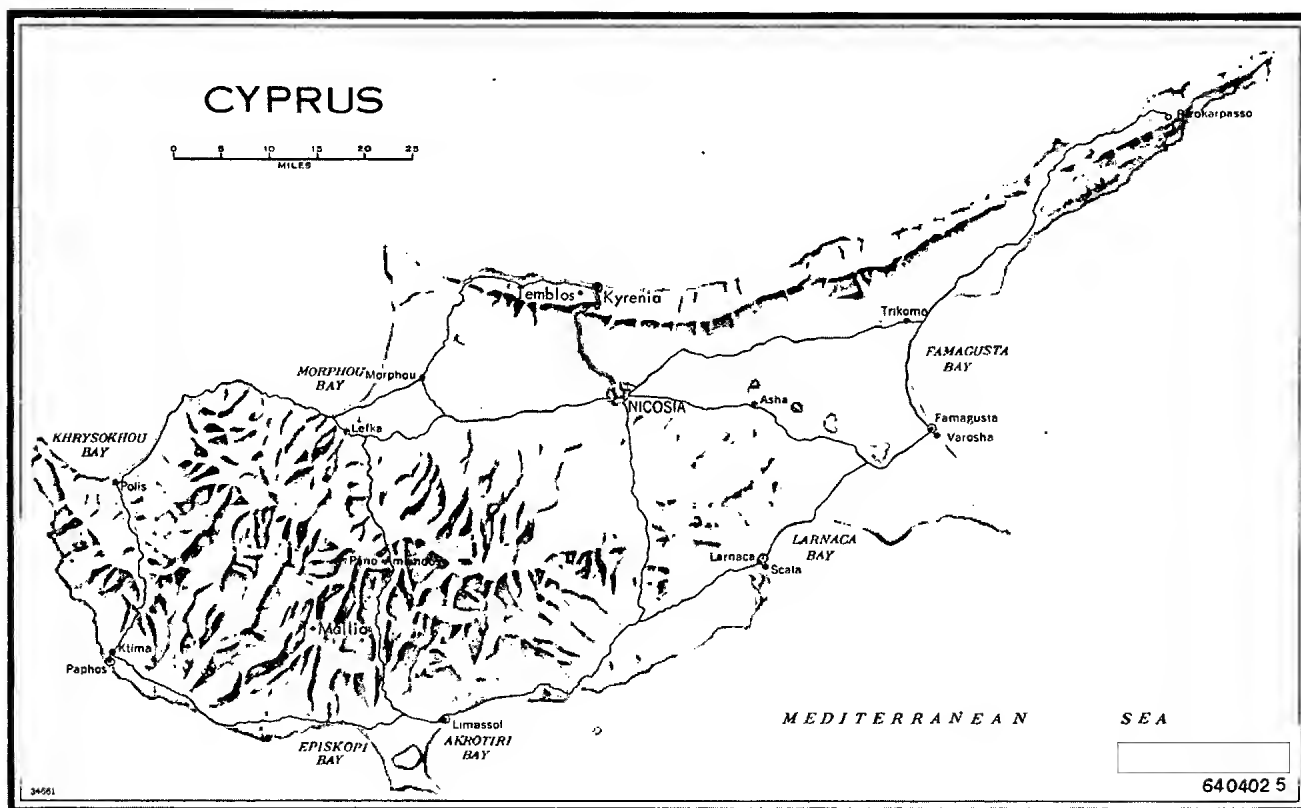 CYPRUS
0 5 10 15 20 25
MILES
Rizokarpasso
Temblos
Kyrenia
Trikomo
FAMAGUSTA
BAY
MORPHOU
BAY
Morphou
NICOSIA
Asha
Famagusta
Varosha
Lefka
KHRYSOKHOU
BAY
Polis
Pano Amiandos
Larnaca
Scala
LARNACA
BAY
Mallia
Ktima
Paphos
Limassol
EPISKOPI
BAY
AKROTIRI
BAY
MEDITERRANEAN SEA
34661
640402 5